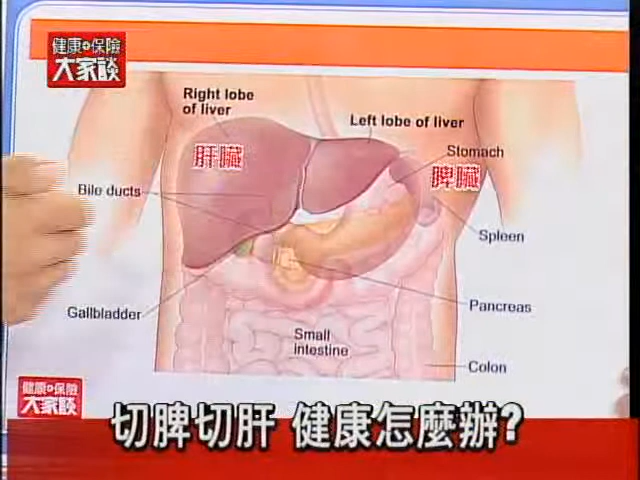 健康+保險
大家談
Right lobe
of liver
Left lobe of liver
肝臟
Stomach
脾臟
Bile ducts
Spleen
Gallbladder
Pancreas
Small
intestine
Colon
健康+保險
大家談
切脾切肝 健康怎麼辦?